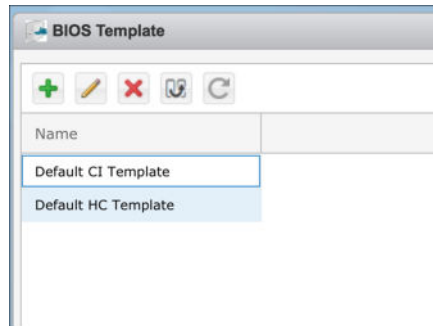 BIOS Template
Name
Default CI Template
Default HC Template